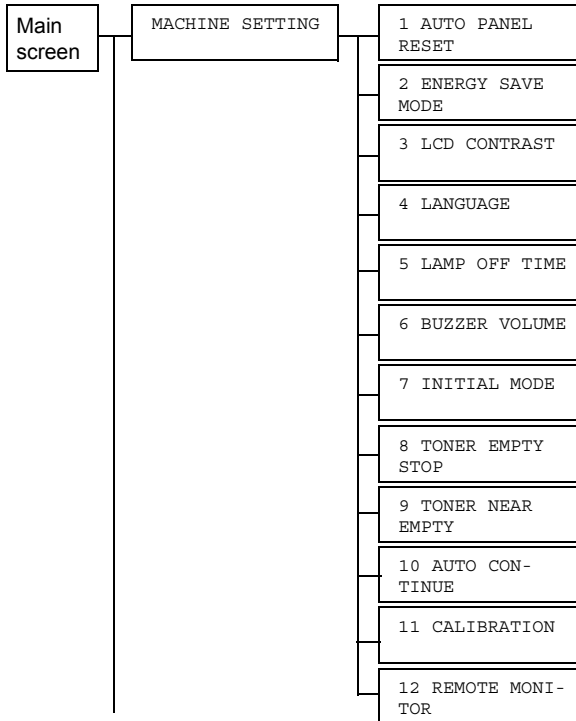 Main
screen
MACHINE SETTING
1 AUTO PANEL
RESET
2 ENERGY SAVE
MODE
3 LCD CONTRAST
4 LANGUAGE
5 LAMP OFF TIME
6 BUZZER VOLUME
7 INITIAL MODE
8 TONER EMPTY
STOP
9 TONER NEAR
EMPTY
10 AUTO CON-
TINUE
11 CALIBRATION
12 REMOTE MONI-
TOR